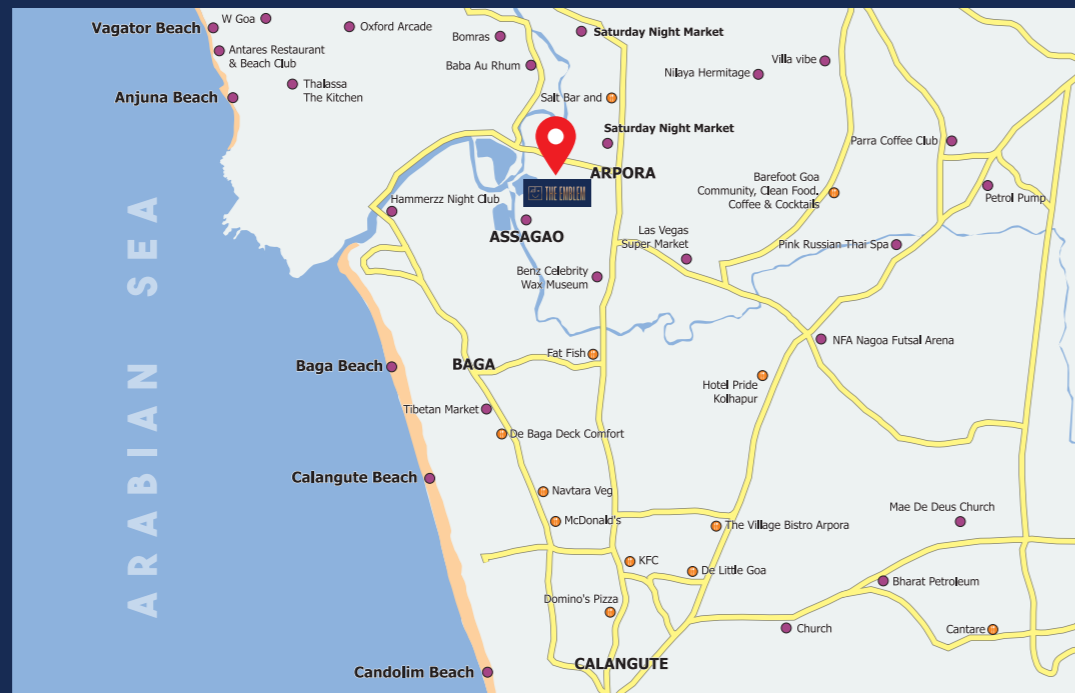 Vagator Beach
W Goa
Oxford Arcade
Bomras
Saturday Night Market
Antares Restaurant
& Beach Club
Baba Au Rhum
Villa vibe
Nilaya Hermitage
Thalassa
The Kitchen
Anjuna Beach
Salt Bar and
Saturday Night Market
Parra Coffee Club
ARPORA
Barefoot Goa
Community, Clean Food,
Coffee & Cocktails
Petrol Pump
THE EMBLEM
Hammerzz Night Club
ASSAGAO
Las Vegas
Super Market
Pink Russian Thai Spa
Benz Celebrity
Wax Museum
ARABIAN SEA
NFA Nagoa Futsal Arena
Fat Fish
BAGA
Baga Beach
Hotel Pride
Kolhapur
Tibetan Market
De Baga Deck Comfort
Calangute Beach
Navtara Veg
Mae De Deus Church
McDonald's
The Village Bistro Arpora
KFC
De Little Goa
Bharat Petroleum
Domino's Pizza
Church
Cantare
CALANGUTE
Candolim Beach